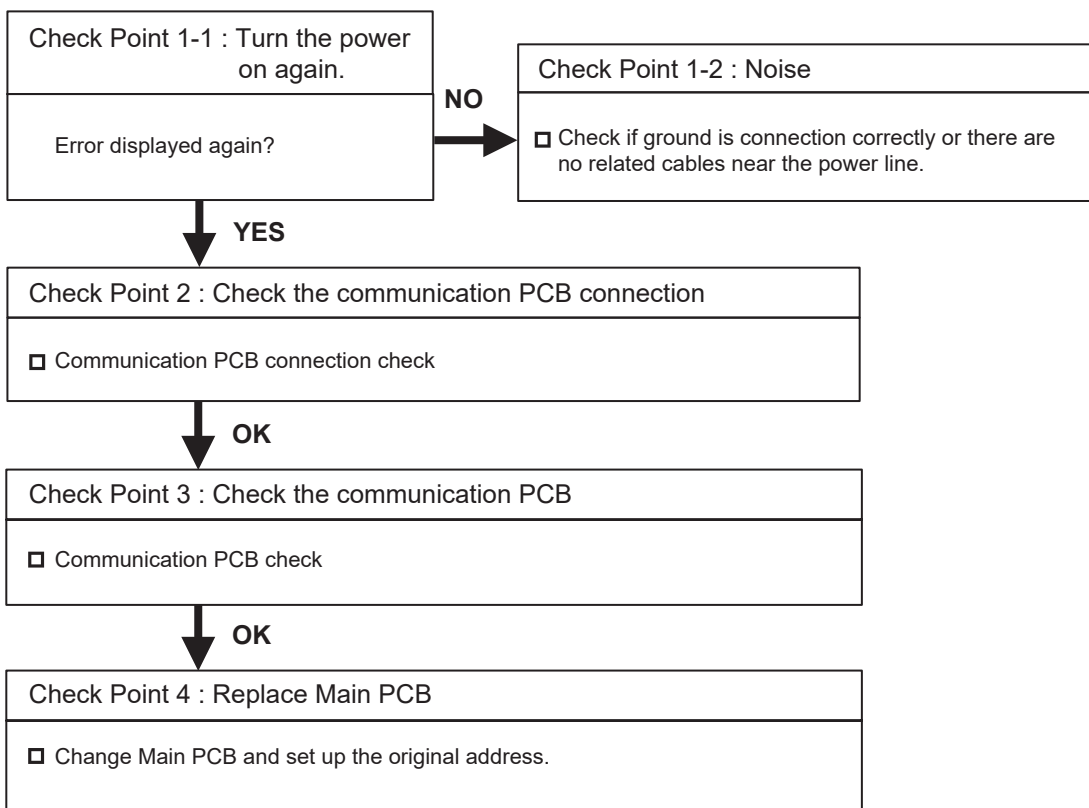 Check Point 1-1 : Turn the power
on again.
Error displayed again?
NO
Check Point 1-2 : Noise
Check if ground is connection correctly or there are
no related cables near the power line.
YES
Check Point 2 : Check the communication PCB connection
Communication PCB connection check
OK
Check Point 3 : Check the communication PCB
Communication PCB check
OK
Check Point 4 : Replace Main PCB
Change Main PCB and set up the original address.